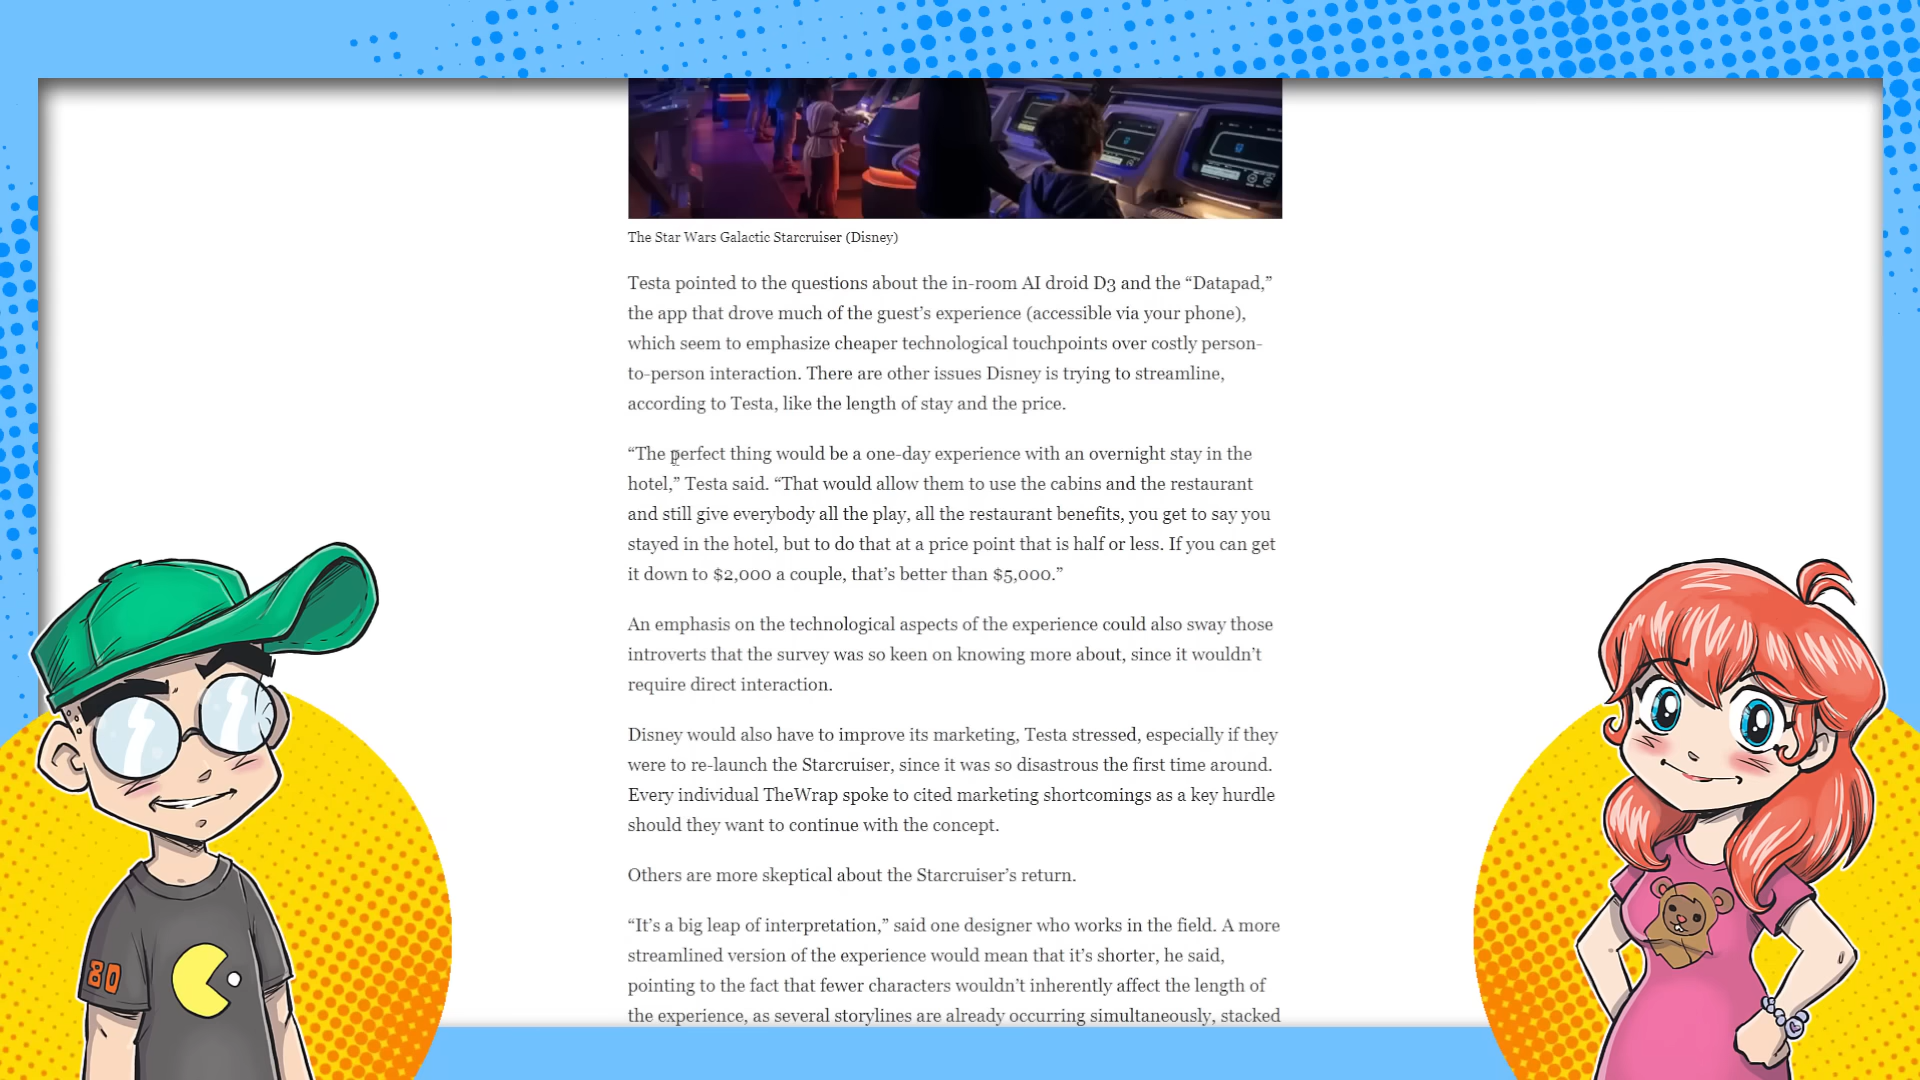 The Star Wars Galactic Starcruiser (Disney)
Testa pointed to the questions about the in-room AI droid D3 and the “Datapad,”
the app that drove much of the guest’s experience (accessible via your phone),
which seem to emphasize cheaper technological touchpoints over costly person-
to-person interaction. There are other issues Disney is trying to streamline,
according to Testa, like the length of stay and the price.
“The perfect thing would be a one-day experience with an overnight stay in the
hotel,” Testa said. “That would allow them to use the cabins and the restaurant
and still give everybody all the play, all the restaurant benefits, you get to say you
stayed in the hotel, but to do that at a price point that is half or less. If you can get
it down to $2,000 a couple, that’s better than $5,000.”
An emphasis on the technological aspects of the experience could also sway those
introverts that the survey was so keen on knowing more about, since it wouldn’t
require direct interaction.
Disney would also have to improve its marketing, Testa stressed, especially if they
were to re-launch the Starcruiser, since it was so disastrous the first time around.
Every individual TheWrap spoke to cited marketing shortcomings as a key hurdle
should they want to continue with the concept.
Others are more skeptical about the Starcruiser’s return.
“It’s a big leap of interpretation,” said one designer who works in the field. A more
streamlined version of the experience would mean that it’s shorter, he said,
pointing to the fact that fewer characters wouldn’t inherently affect the length of
the experience, as several storylines are already occurring simultaneously, stacked
80